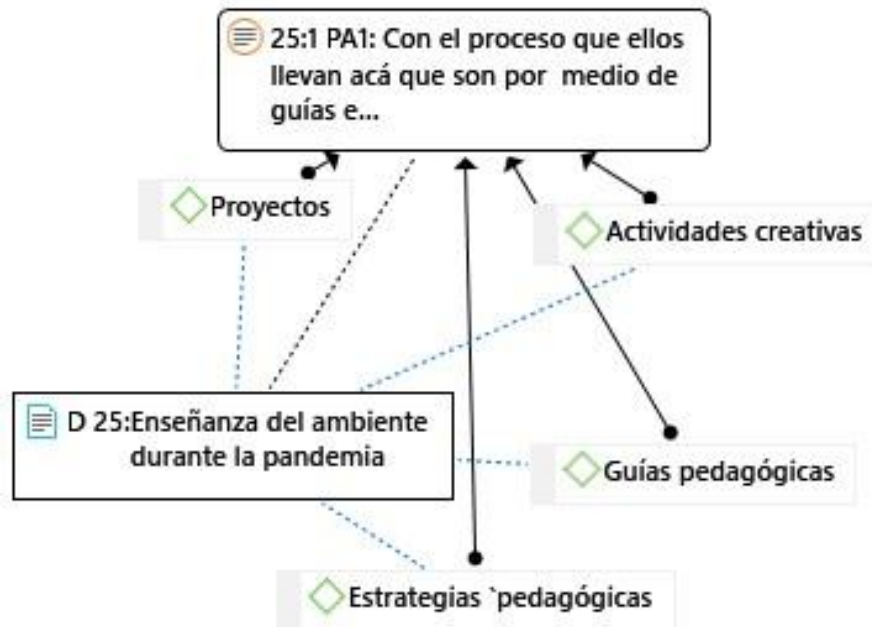 25:1 PA1: Con el proceso que ellos
llevan acá que son por medio de
guías e...
Proyectos
Actividades creativas
D 25:Enseñanza del ambiente
durante la pandemia
Guías pedagógicas
Estrategias `pedagógicas